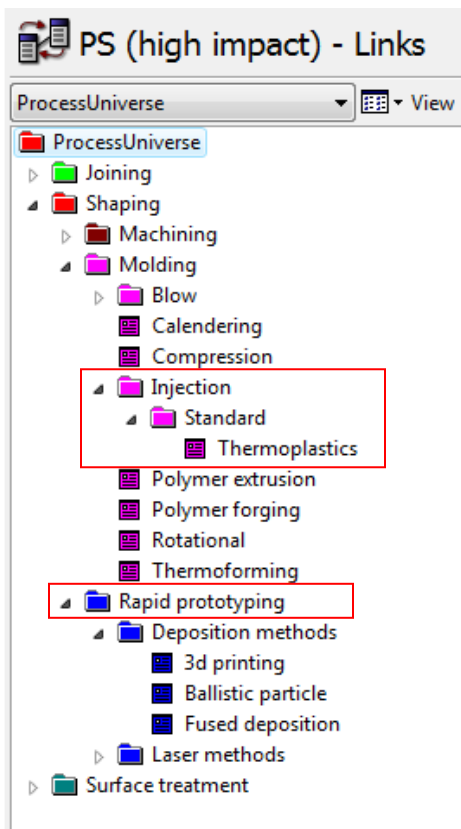 PS (high impact) - Links
ProcessUniverse View
ProcessUniverse
Joining
Shaping
Machining
Molding
Blow
Calendering
Compression
Injection
Standard
Thermoplastics
Polymer extrusion
Polymer forging
Rotational
Thermoforming
Rapid prototyping
Deposition methods
3d printing
Ballistic particle
Fused deposition
Laser methods
Surface treatment